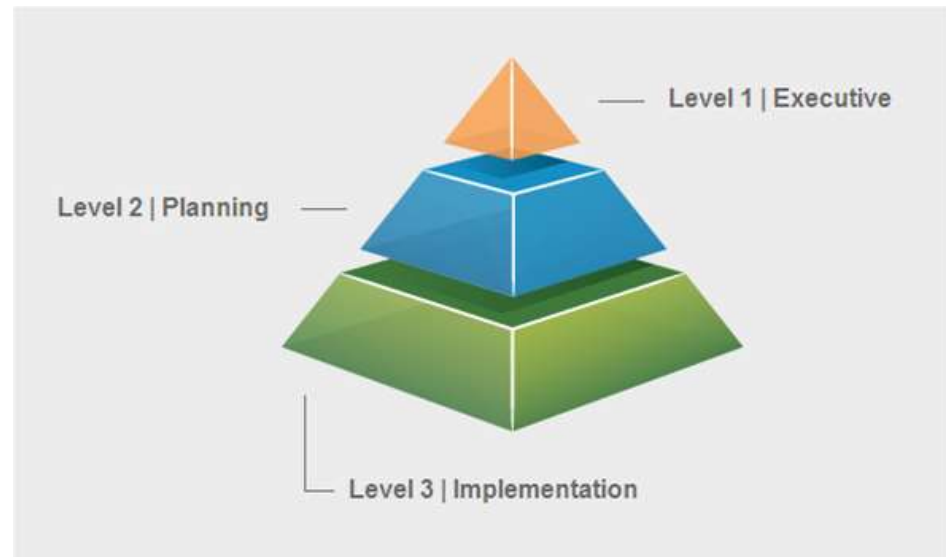 Level 1 | Executive
Level 2 | Planning
Level 3 | Implementation